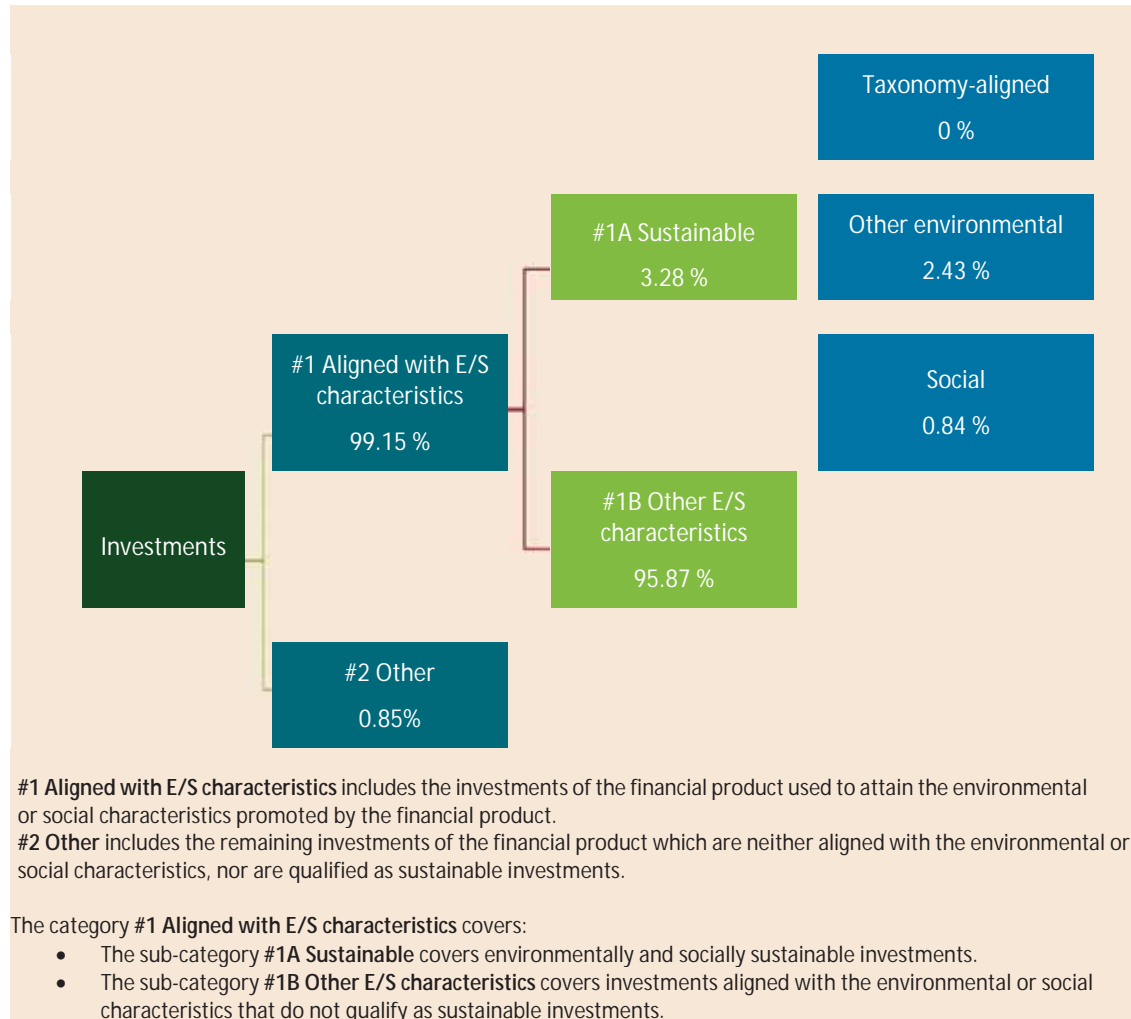 Taxonomy-aligned
0 %
#1A Sustainable
3.28 %
Other environmental
2.43 %
#1 Aligned with E/S
characteristics
99.15 %
Social
0.84 %
Investments
#1B Other E/S
characteristics
95.87 %
#2 Other
0.85%
#1 Aligned with E/S characteristics includes the investments of the financial product used to attain the environmental
or social characteristics promoted by the financial product.
#2 Other includes the remaining investments of the financial product which are neither aligned with the environmental or
social characteristics, nor are qualified as sustainable investments.
The category #1 Aligned with E/S characteristics covers:
• The sub-category #1A Sustainable covers environmentally and socially sustainable investments.
• The sub-category #1B Other E/S characteristics covers investments aligned with the environmental or social
characteristics that do not qualify as sustainable investments.